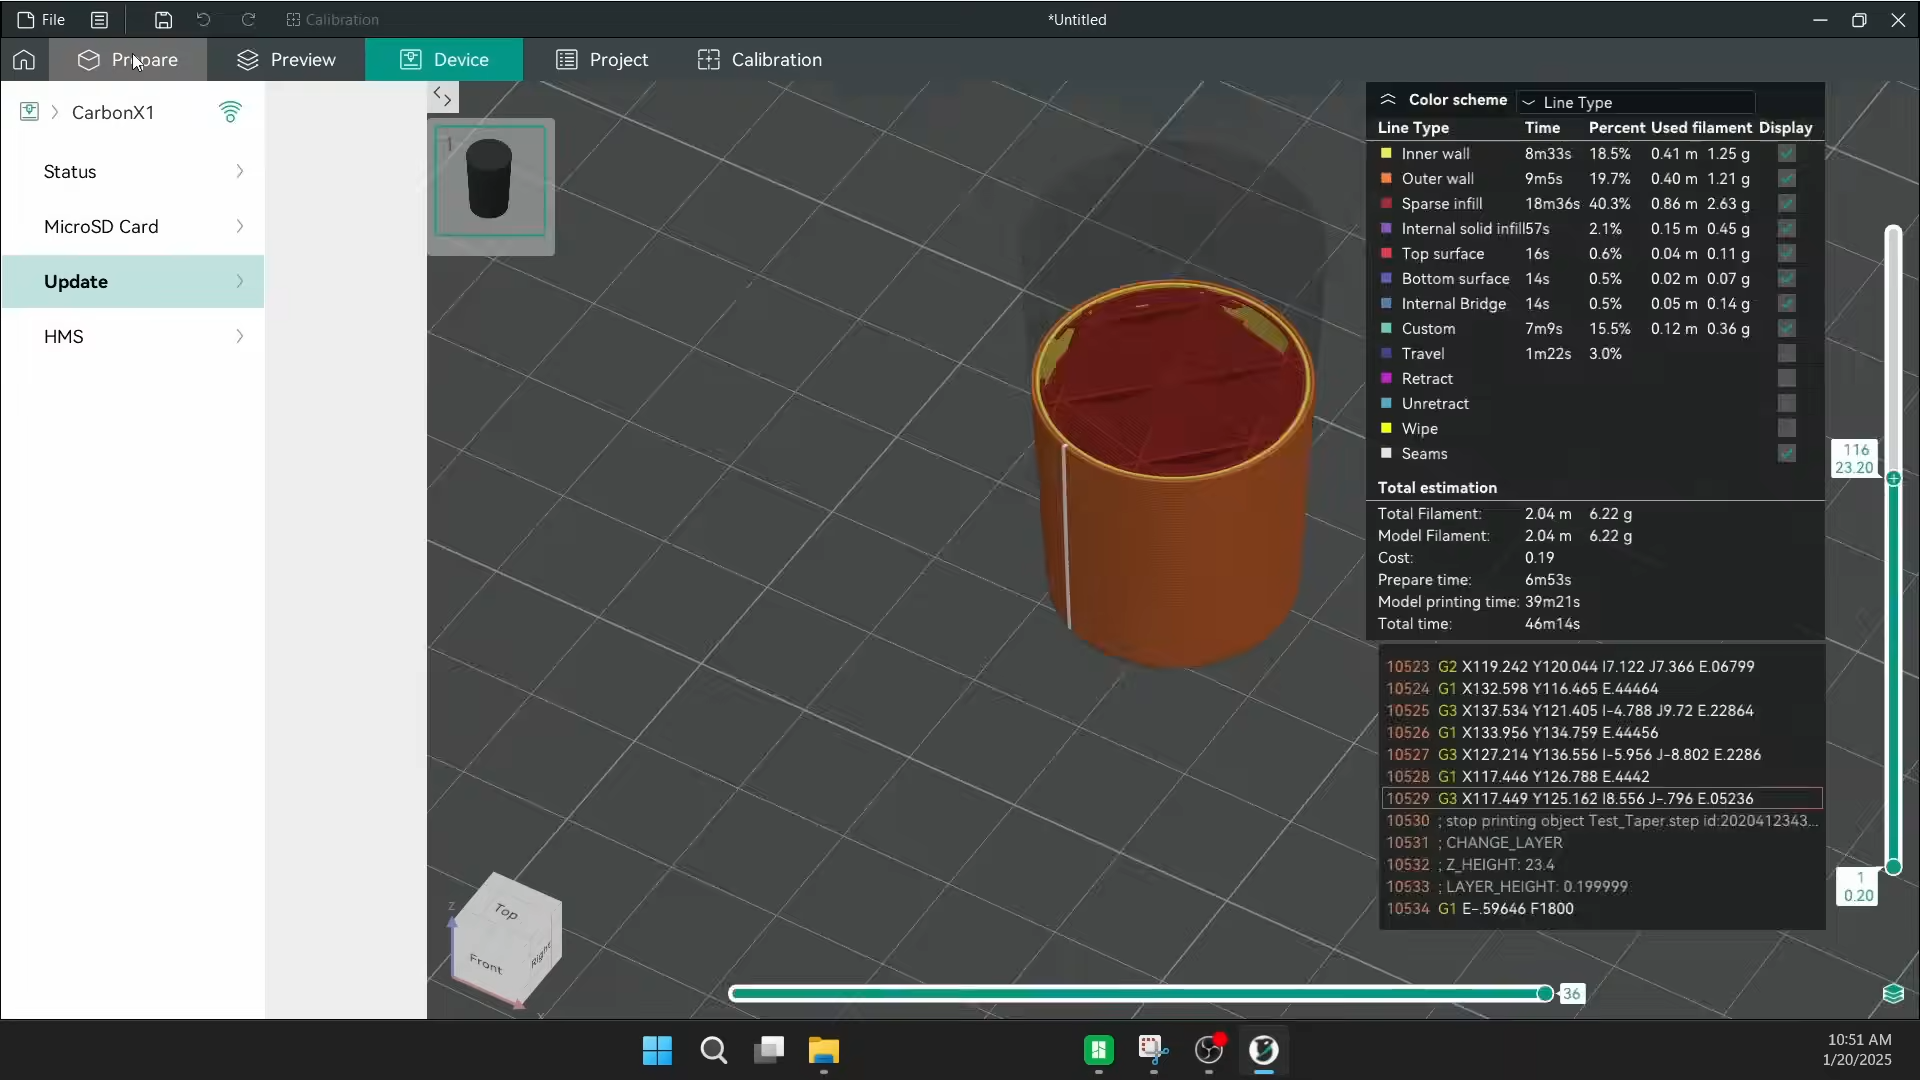 File
Calibration
*Untitled
Prepare
Preview
Device
Project
Calibration
CarbonX1
Status
MicroSD Card
Update
HMS
1
Color scheme
Line Type
Line Type Time Percent Used filament Display
Inner wall 8m33s 18.5% 0.41 m 1.25 g
Outer wall 9m5s 19.7% 0.40 m 1.21 g
Sparse infill 18m36s 40.3% 0.86 m 2.63 g
Internal solid infill57s 2.1% 0.15 m 0.45 g
Top surface 16s 0.6% 0.04 m 0.11 g
Bottom surface 14s 0.5% 0.02 m 0.07 g
Internal Bridge 14s 0.5% 0.05 m 0.14 g
Custom 7m9s 15.5% 0.12 m 0.36 g
Travel 1m22s 3.0%
Retract
Unretract
Wipe
Seams
Total estimation
Total Filament: 2.04 m 6.22 g
Model Filament: 2.04 m 6.22 g
Cost: 0.19
Prepare time: 6m53s
Model printing time: 39m21s
Total time: 46m14s
116
23.20
10523 G2 X119.242 Y120.044 I7.122 J7.366 E.06799
10524 G1 X132.598 Y116.465 E.44464
10525 G3 X137.534 Y121.405 I-4.788 J9.72 E.22864
10526 G1 X133.956 Y134.759 E.44456
10527 G3 X127.214 Y136.556 I-5.956 J-8.802 E.2286
10528 G1 X117.446 Y126.788 E.4442
10529 G3 X117.449 Y125.162 I8.556 J-.796 E.05236
10530 ; stop printing object Test_Taper.step id:2020412343...
10531 ; CHANGE_LAYER
10532 ; Z_HEIGHT: 23.4
10533 ; LAYER_HEIGHT: 0.199999
10534 G1 E-.59646 F1800
1
0.20
Top
Front
Right
z
x
36
10:51 AM
1/20/2025